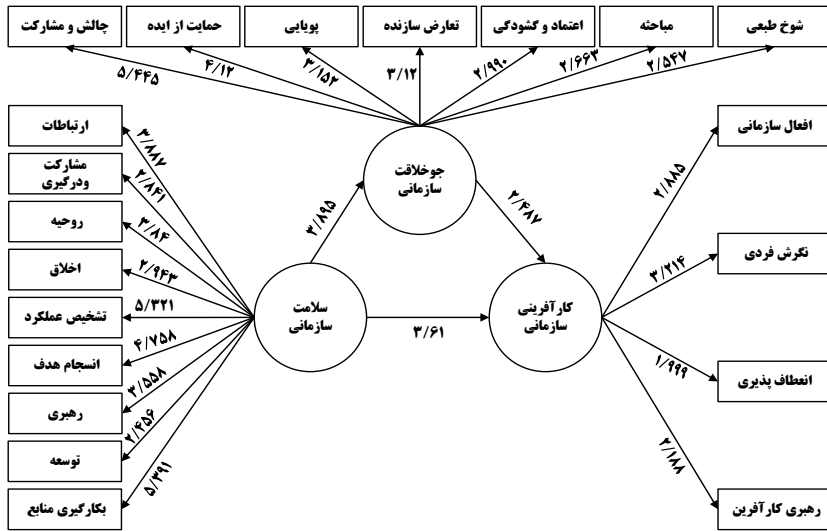 شوخ طبعی
مباحثه
اعتماد و گشودگی
تعارض سازنده
پویایی
حمایت از ایده
چالش و مشارکت
۲/۵۴۷
۲/۶۶۳
۲/۹۹۰
۳/۱۲
۳/۱۵۲
۴/۱۲
۵/۴۴۵
جوخلاقت
سازمانی
۳/۸۹۵
۲/۴۸۷
افعال سازمانی
نگرش فردی
انعطاف پذیری
رهبری کارآفرین
۲/۸۸۵
۳/۲۱۴
۱/۹۹۹
۲/۱۸۸
کارآفرینی
سازمانی
۳/۶۱
سلامت
سازمانی
۳/۸۸۷
۲/۸۴۱
۳/۸۴
۲/۹۴۳
۵/۳۲۱
۴/۷۵۸
۳/۵۵۸
۲/۴۵۶
۵/۳۹۱
ارتباطات
مشارکت
ودرگیری
روحیه
اخلاق
تشخیص عملکرد
انسجام هدف
رهبری
توسعه
بکارگیری منابع